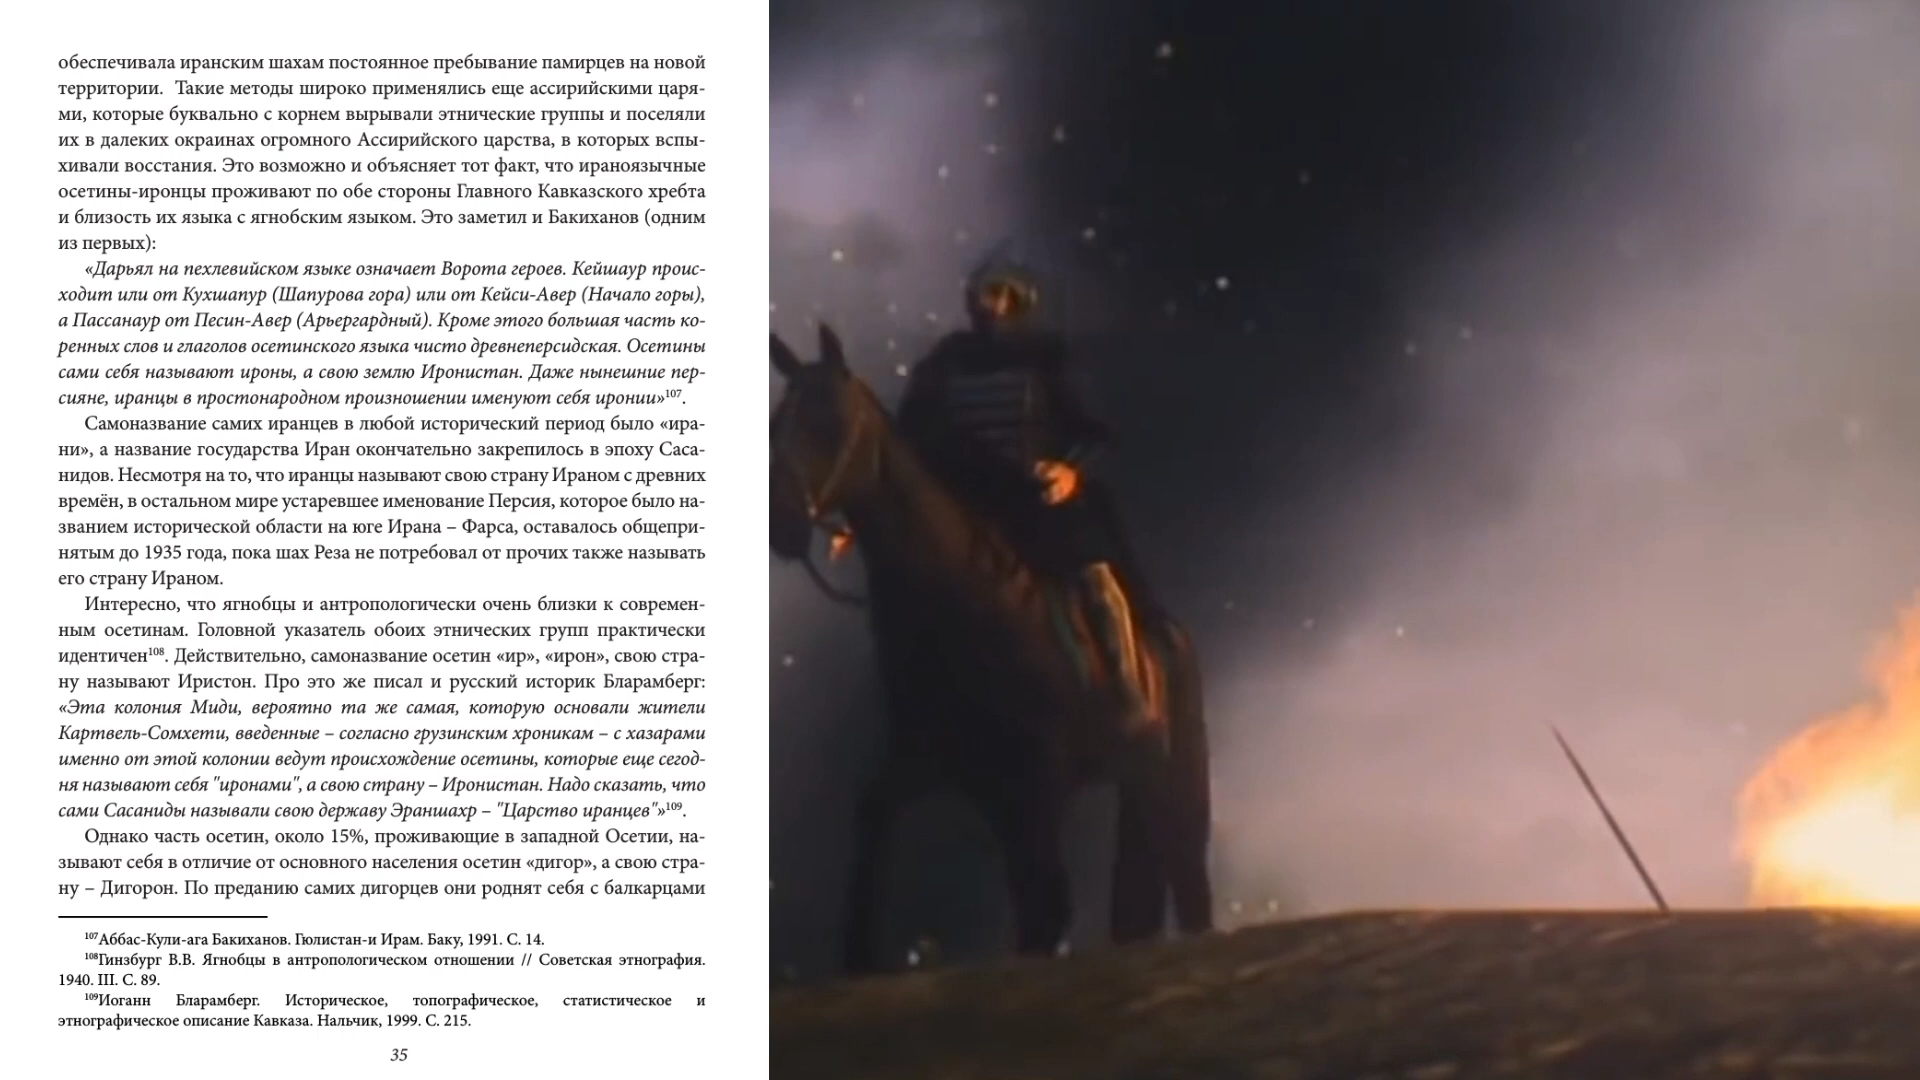 обеспечивала иранским шахам постоянное пребывание памирцев на новой
территории. Такие методы широко применялись еще ассирийскими царя-
ми, которые буквально с корнем вырывали этнические группы и поселяли
их в далеких окраинах огромного Ассирийского царства, в которых вспы-
хивали восстания. Это возможно и объясняет тот факт, что ираноязычные
осетины-иронцы проживают по обе стороны Главного Кавказского хребта
и близость их языка с ягнобским языком. Это заметил и Бакиханов (одним
из первых):
«Дарьял на пехлевийском языке означает Ворота героев. Кейшаур проис-
ходит или от Кухшапур (Шапурова гора) или от Кейси-Авер (Начало горы),
а Пассанаур от Песин-Авер (Арьергардный). Кроме этого большая часть ко-
ренных слов и глаголов осетинского языка чисто древнеперсидская. Осетины
сами себя называют ироны, а свою землю Иронистан. Даже нынешние пер-
сияне, иранцы в простонародном произношении именуют себя иронии»107.
Самоназвание самих иранцев в любой исторический период было «ира-
ни», а название государства Иран окончательно закрепилось в эпоху Саса-
нидов. Несмотря на то, что иранцы называют свою страну Ираном с древних
времён, в остальном мире устаревшее именование Персия, которое было на-
званием исторической области на юге Ирана – Фарса, оставалось общепри-
нятым до 1935 года, пока шах Реза не потребовал от прочих также называть
его страну Ираном.
Интересно, что ягнобцы и антропологически очень близки к современ-
ным осетинам. Головной указатель обоих этнических групп практически
идентичен108. Действительно, самоназвание осетин «ир», «ирон», свою стра-
ну называют Иристон. Про это же писал и русский историк Бларамберг:
«Эта колония Миди, вероятно та же самая, которую основали жители
Картвель-Сомхети, введенные – согласно грузинским хроникам – с хазарами
именно от этой колонии ведут происхождение осетины, которые еще сегод-
ня называют себя "иронами", а свою страну – Иронистан. Надо сказать, что
сами Сасаниды называли свою державу Эраншахр – "Царство иранцев"»109.
Однако часть осетин, около 15%, проживающие в западной Осетии, на-
зывают себя в отличие от основного населения осетин «дигор», а свою стра-
ну – Дигорон. По преданию самих дигорцев они роднят себя с балкарцами
107Аббас-Кули-ага Бакиханов. Гюлистан-и Ирам. Баку, 1991. С. 14.
108Гинзбург В.В. Ягнобцы в антропологическом отношении // Советская этнография.
1940. III. С. 89.
109Иоганн Бларамберг. Историческое, топографическое, статистическое и
этнографическое описание Кавказа. Нальчик, 1999. С. 215.
35